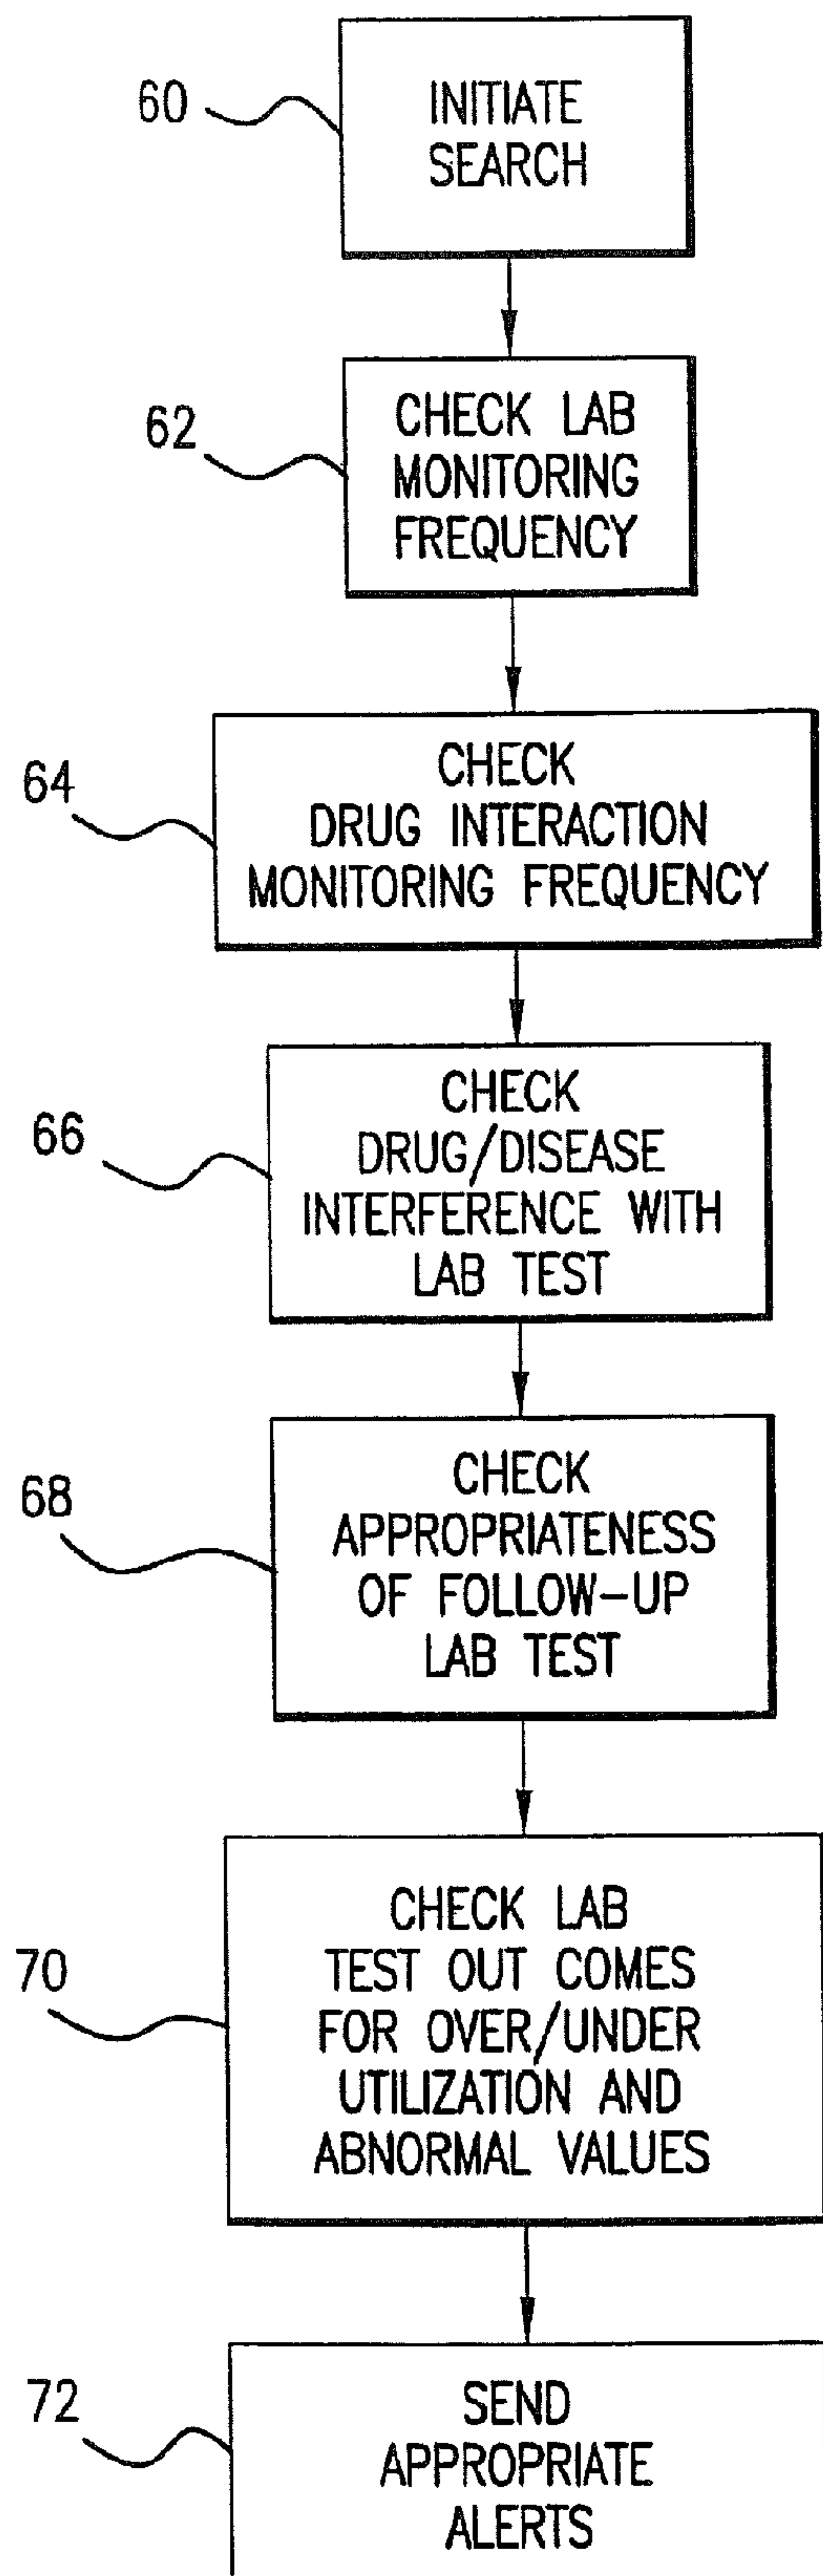 60
INITIATE
SEARCH
62
CHECK LAB
MONITORING
FREQUENCY
64
CHECK
DRUG INTERACTION
MONITORING FREQUENCY
66
CHECK
DRUG/DISEASE
INTERFERENCE WITH
LAB TEST
68
CHECK
APPROPRIATENESS
OF FOLLOW-UP
LAB TEST
70
CHECK LAB
TEST OUT COMES
FOR OVER/UNDER
UTILIZATION AND
ABNORMAL VALUES
72
SEND
APPROPRIATE
ALERTS